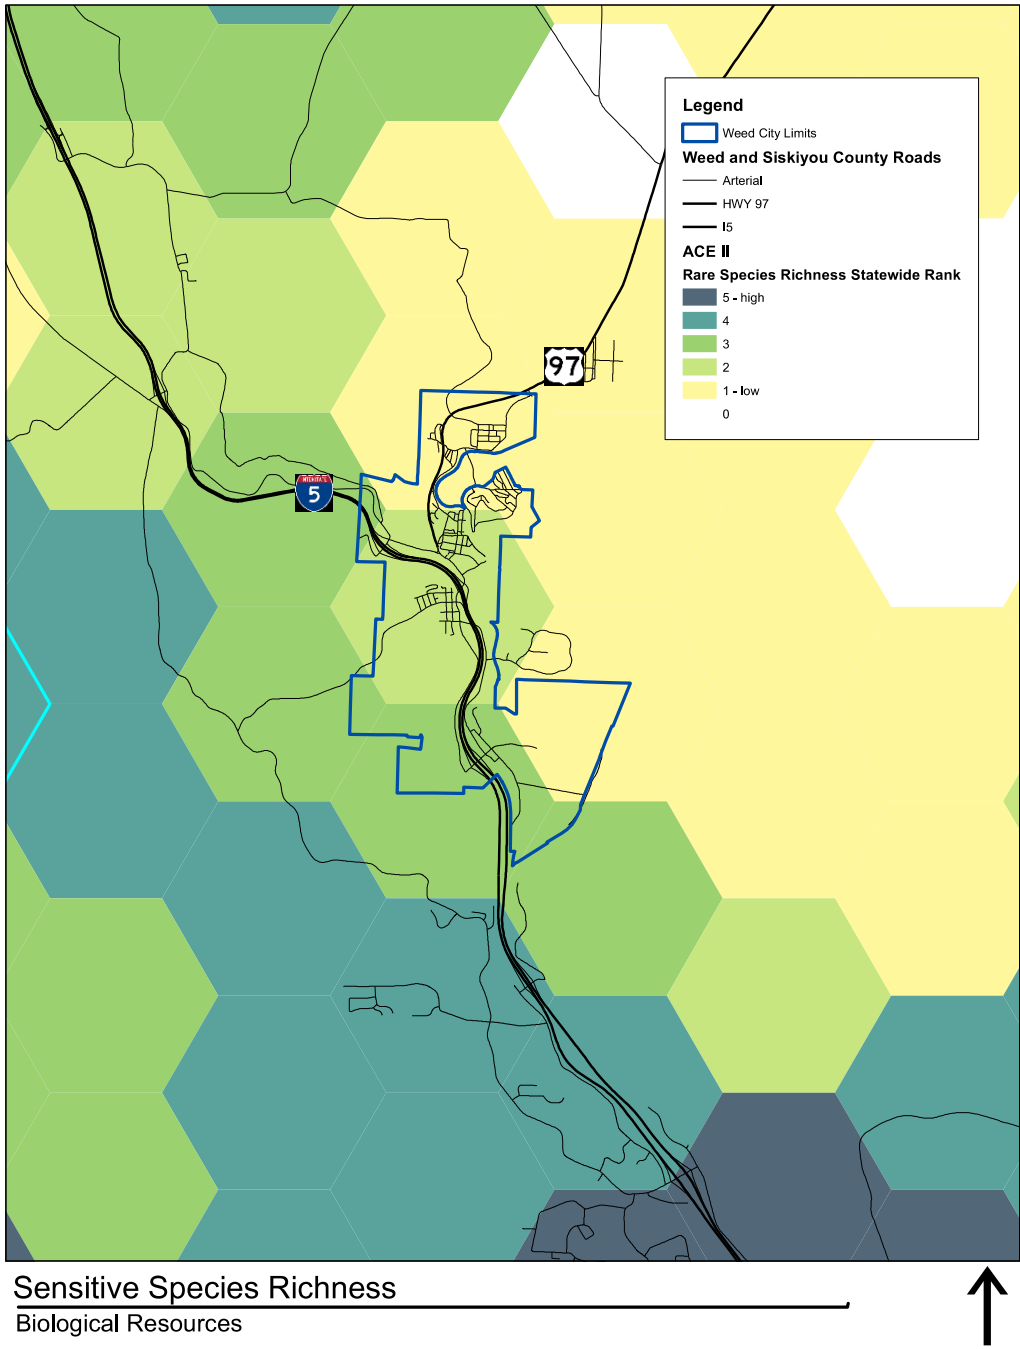 Legend
Weed City Limits
Weed and Siskiyou County Roads
Arterial
HWY 97
I5
ACE II
Rare Species Richness Statewide Rank
5 - high
4
3
2
1 - low
0
97
5
Sensitive Species Richness
Biological Resources